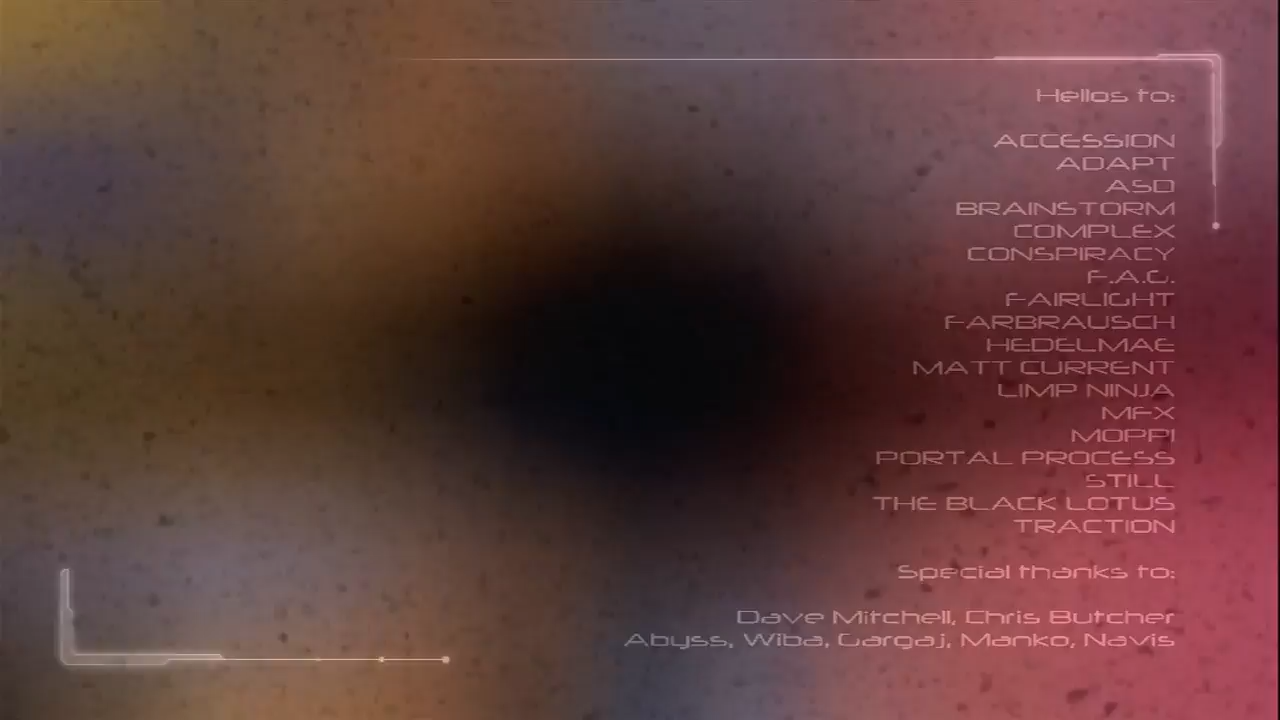 Hellos to:
ACCESSION
ADAPT
ASD
BRAINSTORM
COMPLEX
CONSPIRACY
F.A.G.
FAIRLIGHT
FARBRAUSCH
HEDELMAE
MATT CURRENT
LIMP NINJA
MFX
MOPPI
PORTAL PROCESS
STILL
THE BLACK LOTUS
TRACTION
Special thanks to:
Dave Mitchell, Chris Butcher
Abyss, Wiba, Gargaj, Manko, Navis